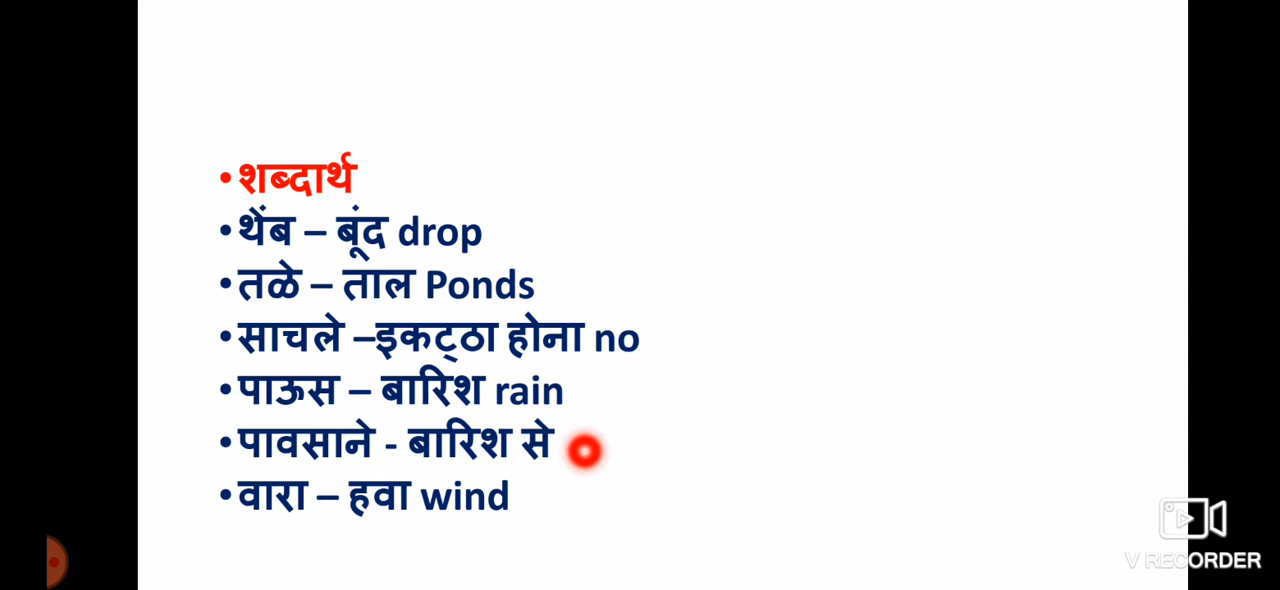 •शब्दार्थ
•थेंब – बूंद drop
•तळे – ताल Ponds
•साचले –इकट्ठा होना no
•पाऊस – बारिश rain
•पावसाने - बारिश से
•वारा – हवा wind
V RECORDER